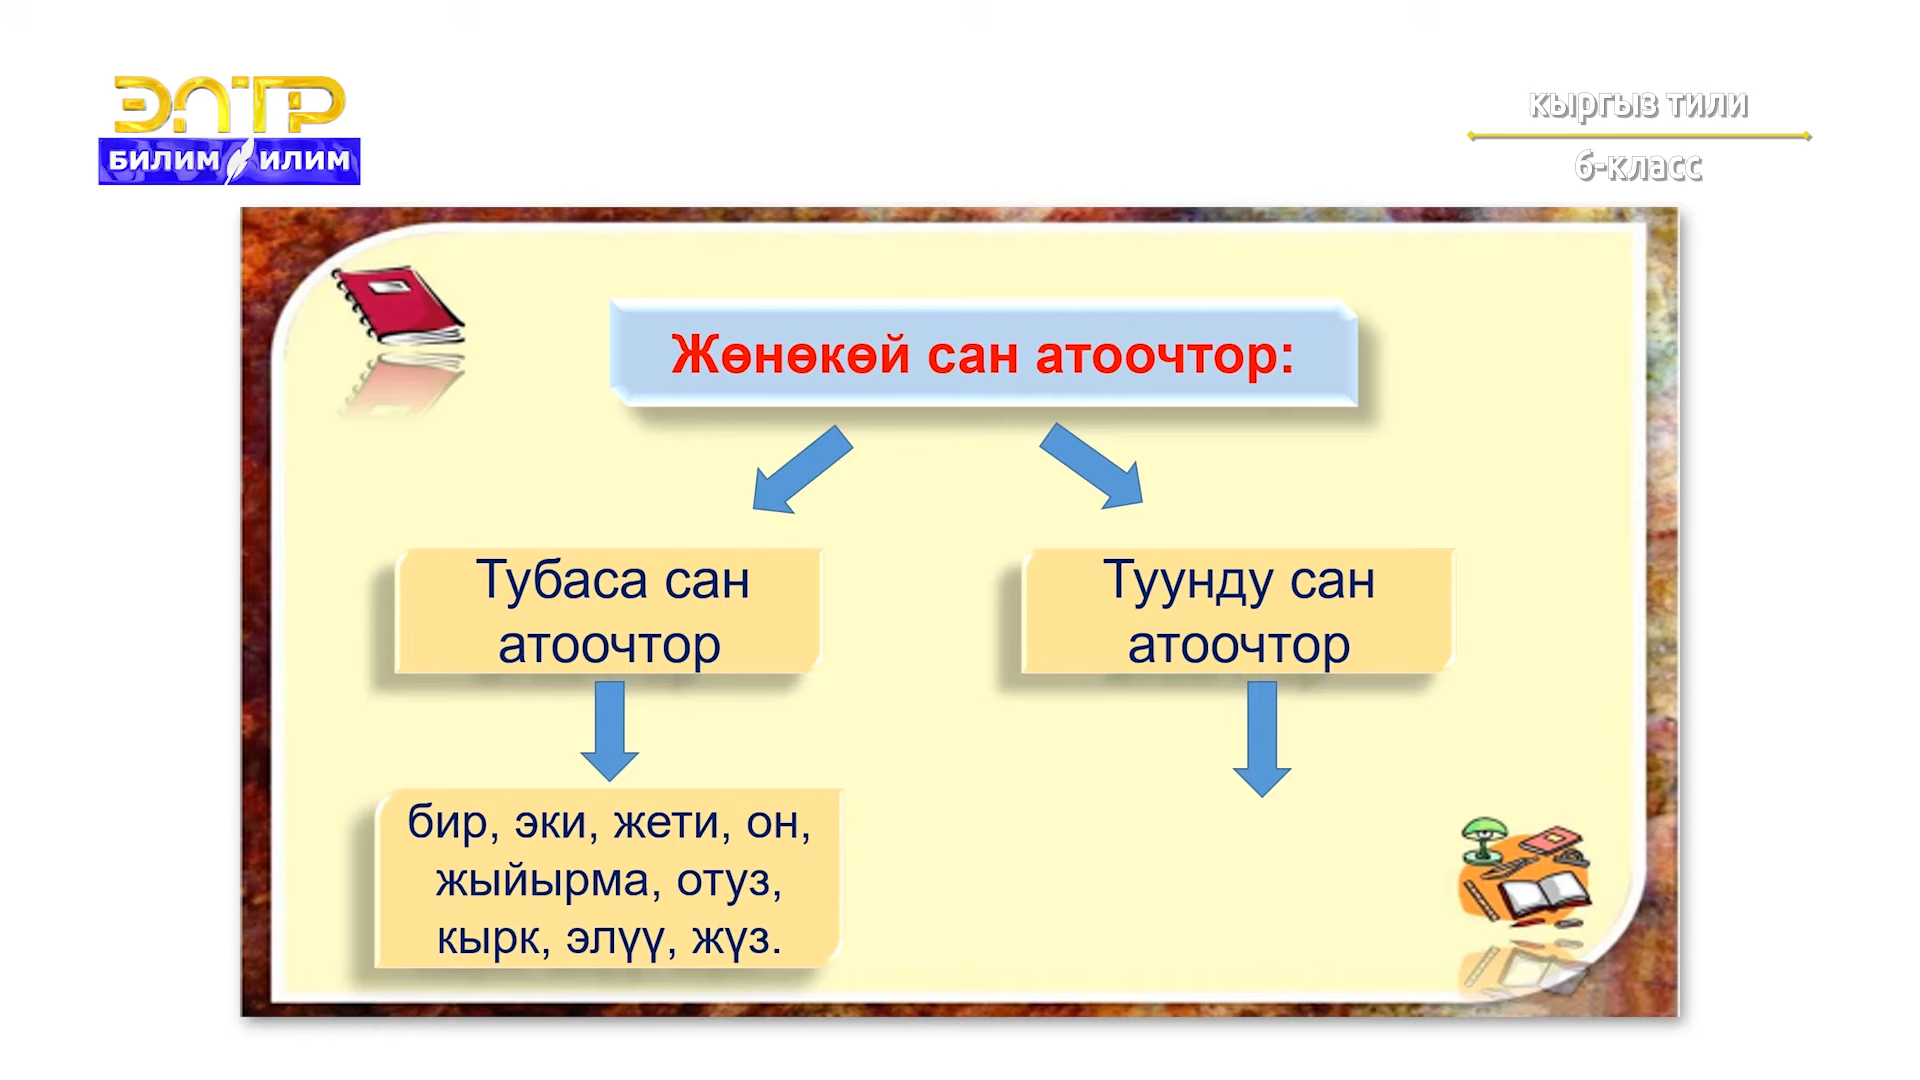 ЭЛТР
БИЛИМ ИЛИМ
кыргыз тили
6-класс
Жөнөкөй сан атоочтор:
Тубаса сан
атоочтор
Туунду сан
атоочтор
бир, эки, жети, он,
жыйырма, отуз,
кырк, элүү, жүз.